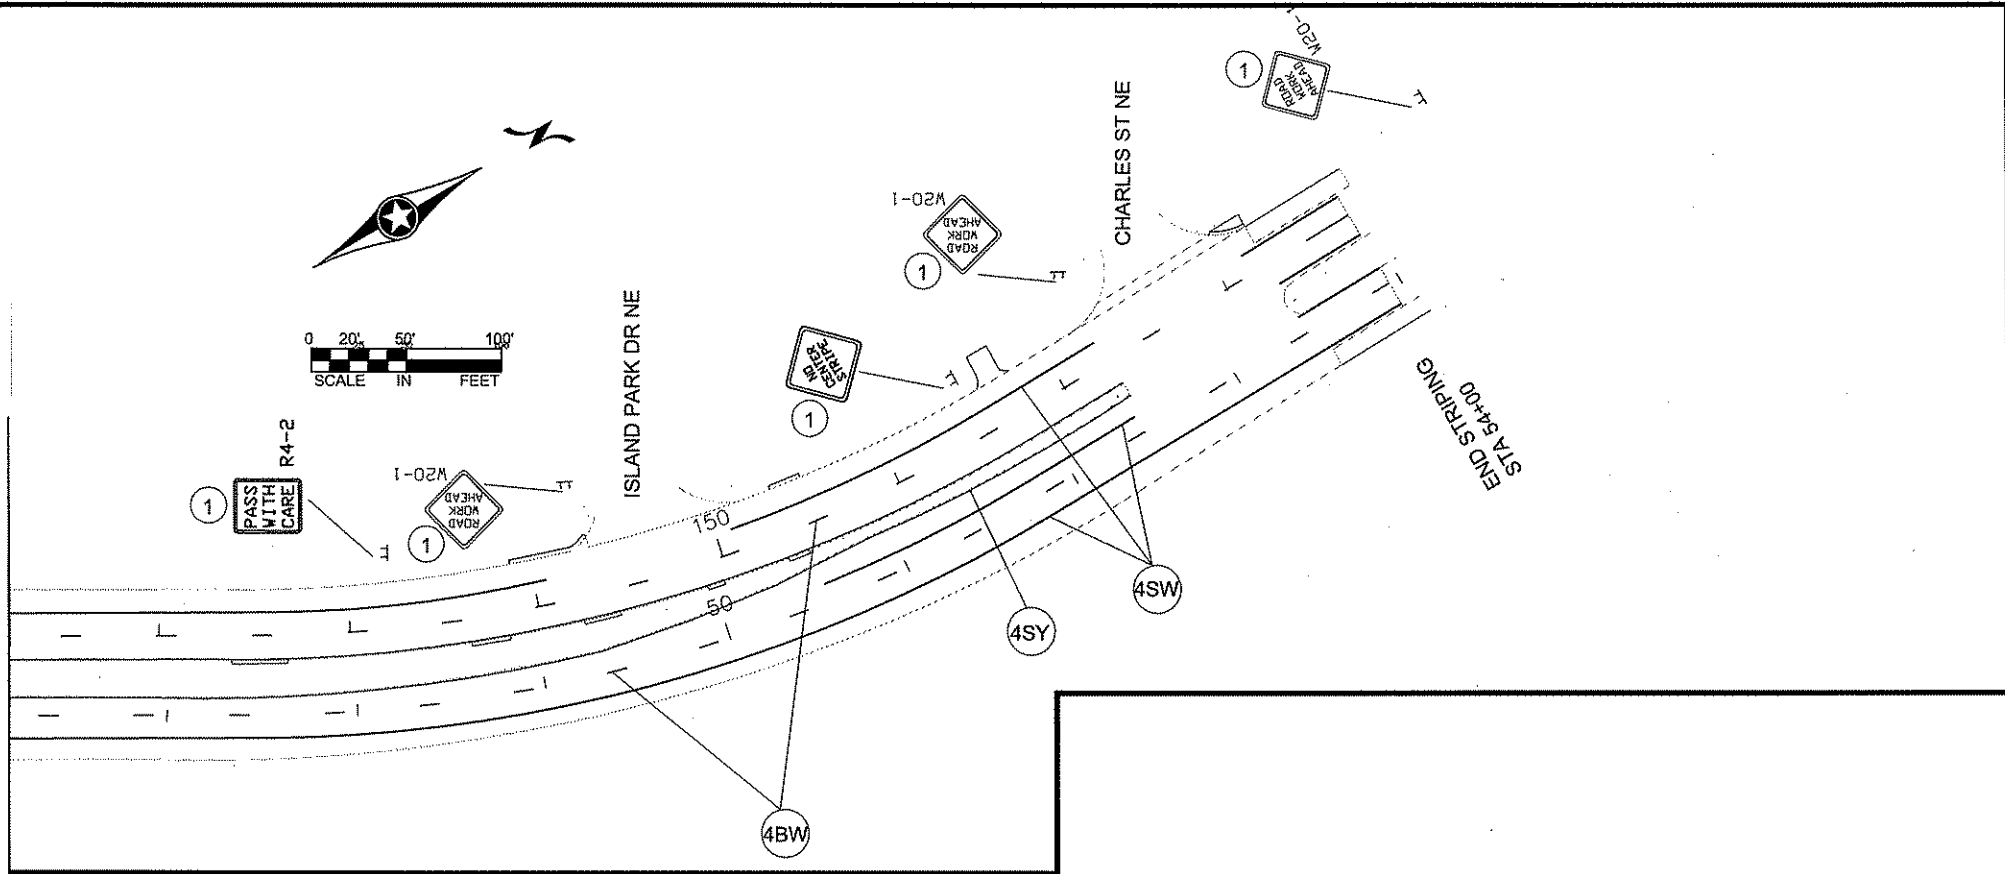 W20-1
1
ROAD
WORK
AHEAD
CHARLES ST NE
W20-1
ROAD
WORK
AHEAD
1
ISLAND PARK DR NE
0 20' 50' 100'
SCALE IN FEET
NO
CENTER
STRIPE
1
END STRIPING
STA 54+00
R4-2
1
PASS
WITH
CARE
W20-1
ROAD
WORK
AHEAD
1
150
50
4SW
4SY
4BW